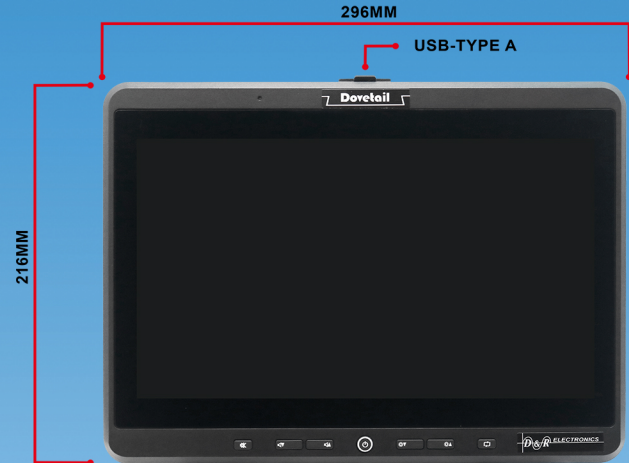 296MM
USB-TYPE A
Dovetail
216MM
D&R ELECTRONICS